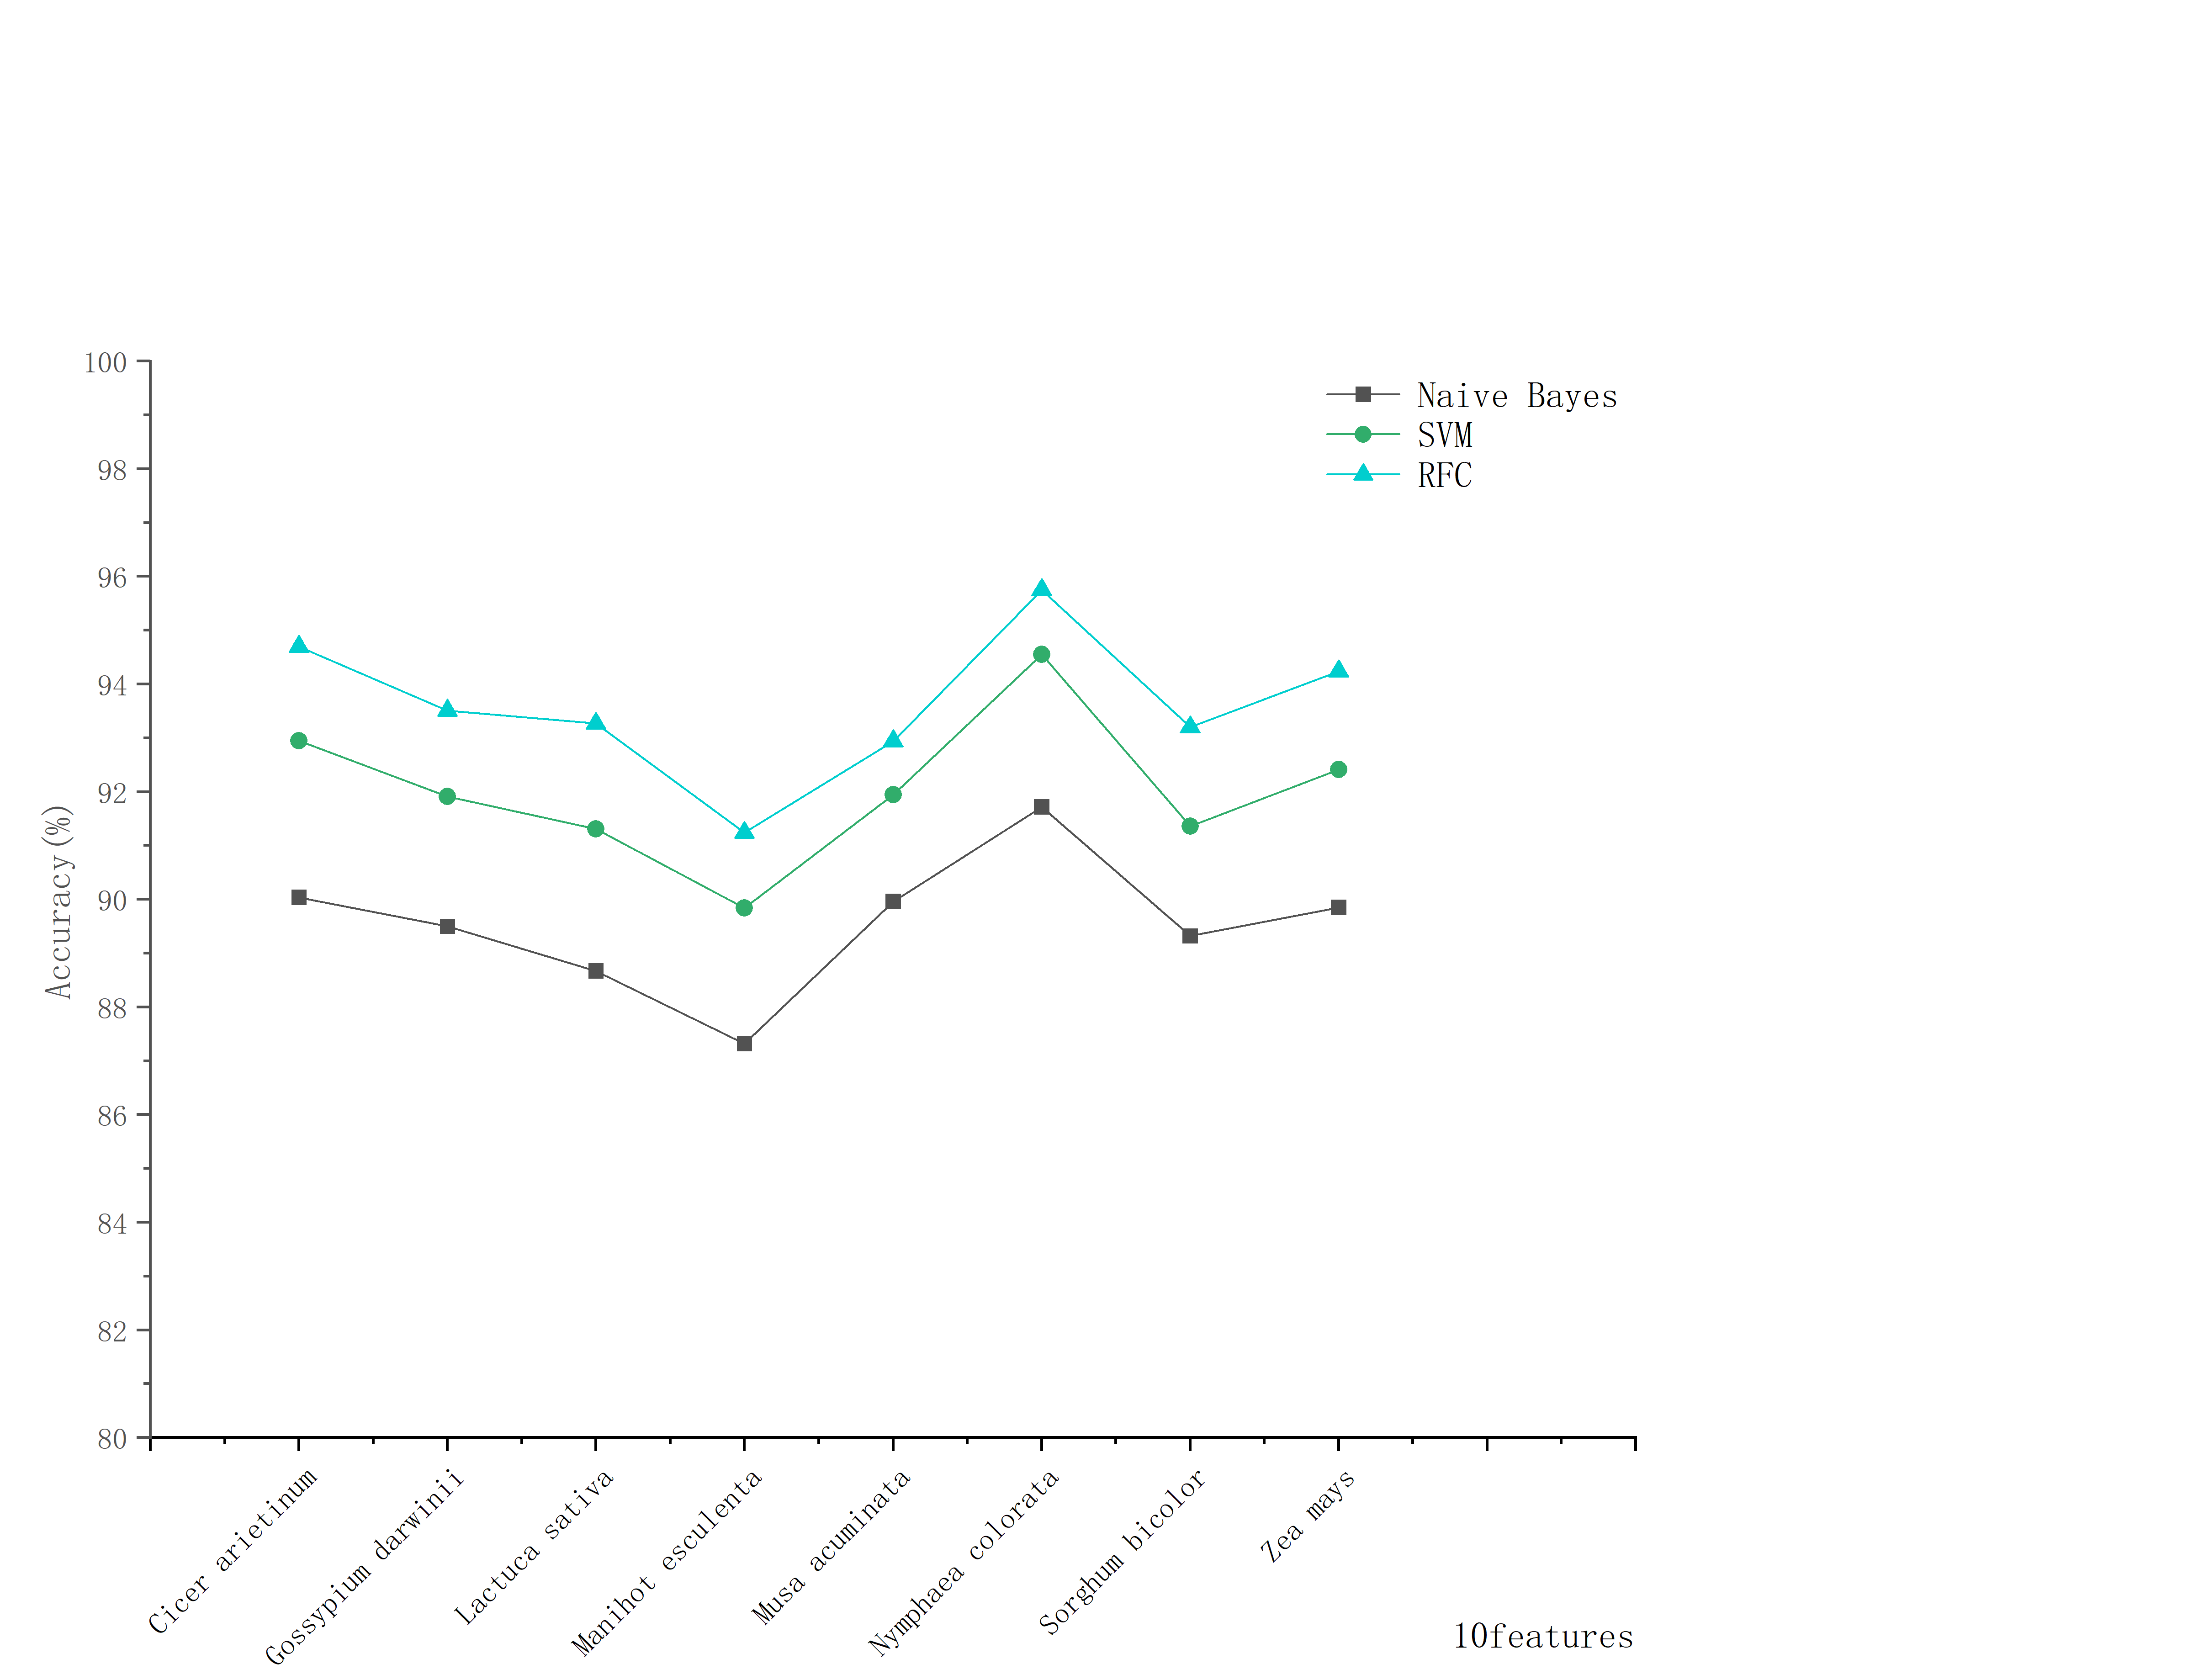 100
98
96
94
92
90
88
86
84
82
80
Accuracy(%)
Naive Bayes
SVM
RFC
Cicer arietinum
Gossypium darwinii
Lactuca sativa
Manihot esculenta
Musa acuminata
Nymphaea colorata
Sorghum bicolor
Zea mays
10features